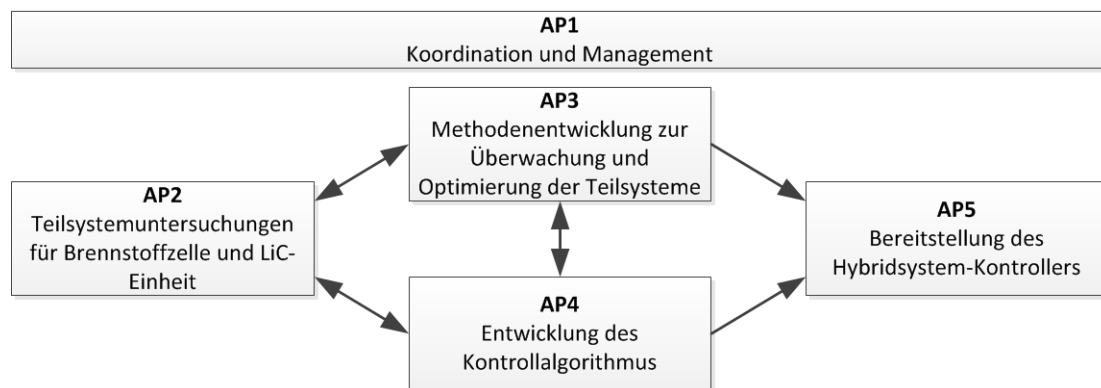 AP1
Koordination und Management
AP3
Methodenentwicklung zur
Überwachung und
Optimierung der Teilsysteme
AP2
Teilsystemuntersuchungen
für Brennstoffzelle und LiC-
Einheit
AP4
Entwicklung des
Kontrollalgorithmus
AP5
Bereitstellung des
Hybridsystem-Kontrollers